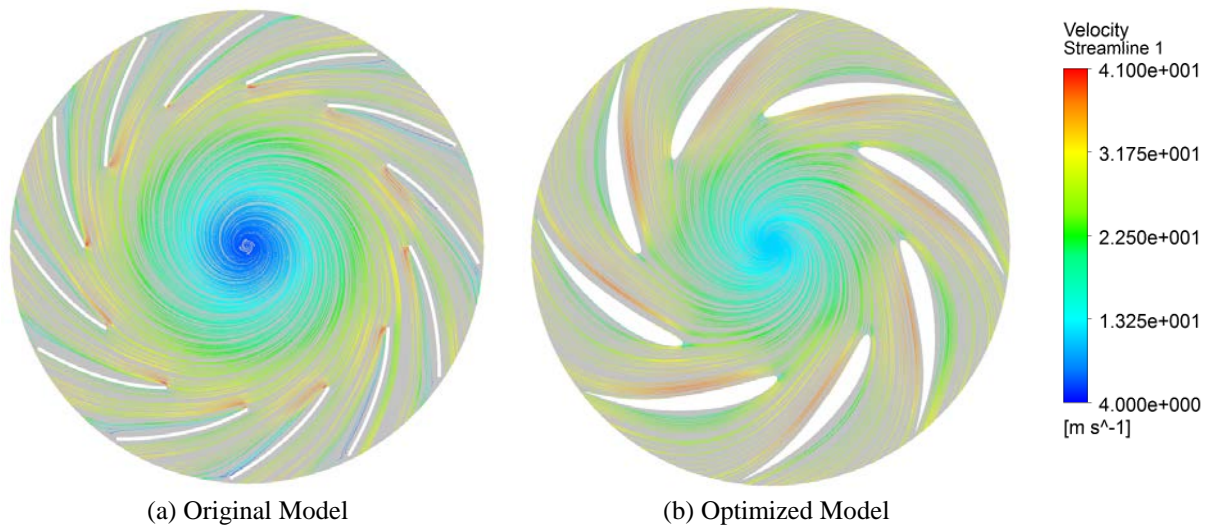 Velocity
Streamline 1
4.100e+001
3.175e+001
2.250e+001
1.325e+001
4.000e+000
[m s^-1]
(a) Original Model
(b) Optimized Model